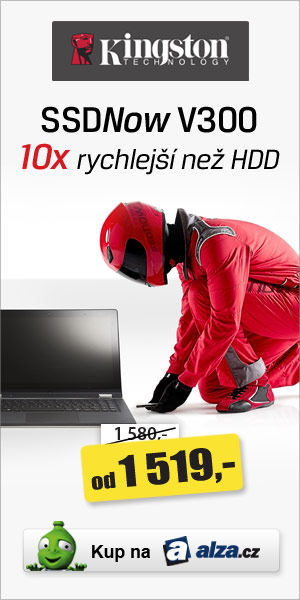 Kingston
TECHNOLOGY
SSDNow V300
10x rychlejší než HDD
1 580,-
od 1 519,-
Kup na a alza.cz